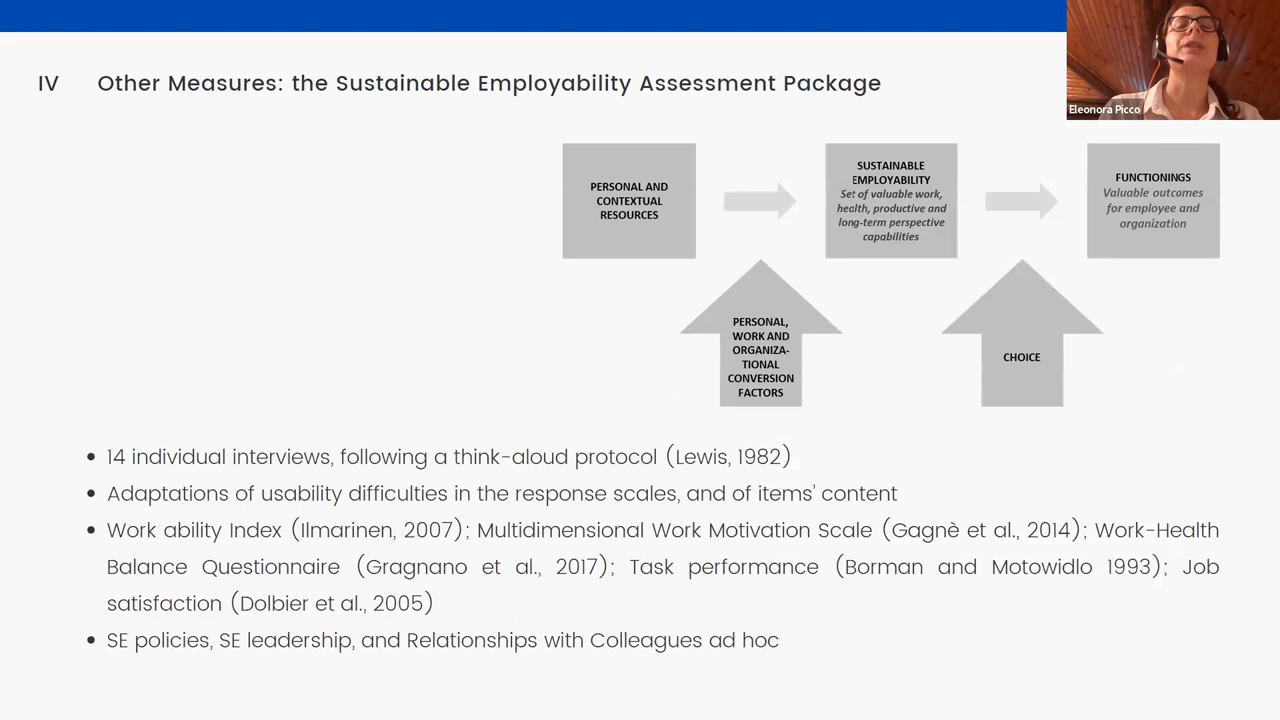 IV Other Measures: the Sustainable Employability Assessment Package
Eleonora Picco
PERSONAL AND
CONTEXTUAL
RESOURCES
SUSTAINABLE
EMPLOYABILITY
Set of valuable work,
health, productive and
long-term perspective
capabilities
FUNCTIONINGS
Valuable outcomes
for employee and
organization
PERSONAL,
WORK AND
ORGANIZA-
TIONAL
CONVERSION
FACTORS
CHOICE
• 14 individual interviews, following a think-aloud protocol (Lewis, 1982)
• Adaptations of usability difficulties in the response scales, and of items’ content
• Work ability Index (Ilmarinen, 2007); Multidimensional Work Motivation Scale (Gagnè et al., 2014); Work-Health
Balance Questionnaire (Gragnano et al., 2017); Task performance (Borman and Motowidlo 1993); Job
satisfaction (Dolbier et al., 2005)
• SE policies, SE leadership, and Relationships with Colleagues ad hoc